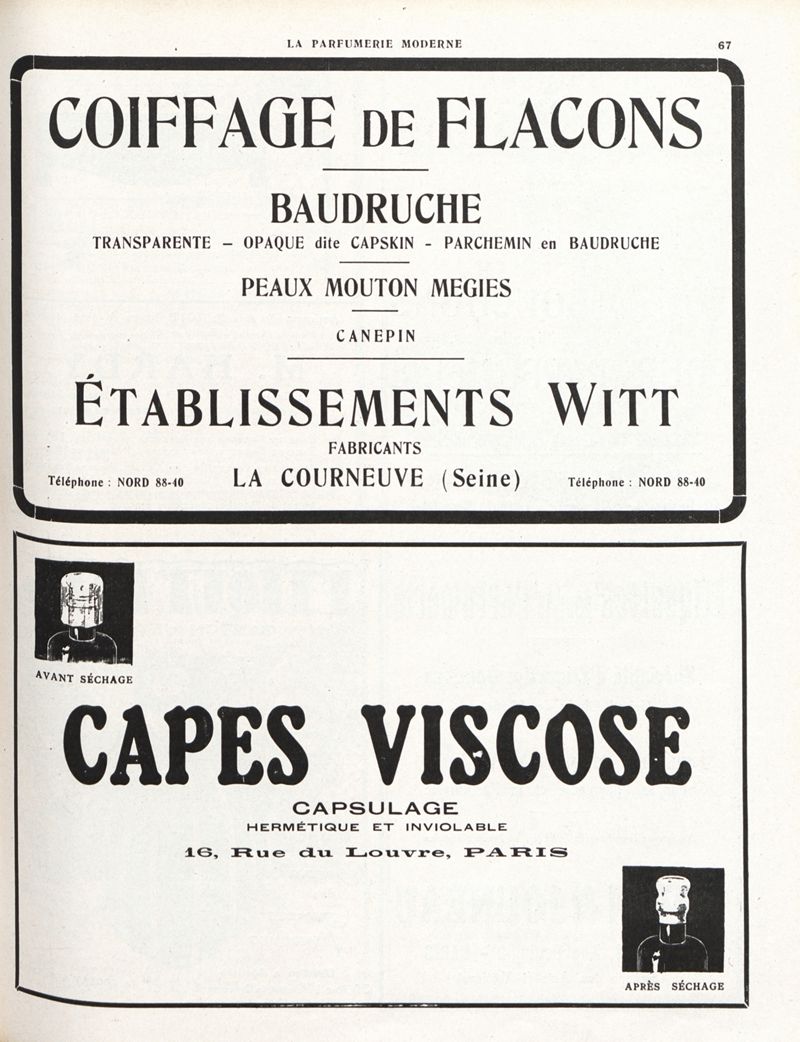 LA PARFUMERIE MODERNE 67
COIFFAGE DE FLACONS
BAUDRUCHE
TRANSPARENTE – OPAQUE dite CAPSKIN - PARCHEMIN en BAUDRUCHE
PEAUX MOUTON MEGIES
CANEPIN
ÉTABLISSEMENTS WITT
FABRICANTS
Téléphone : NORD 88-40 LA COURNEUVE (Seine) Téléphone : NORD 88-40
AVANT SÉCHAGE
CAPES VISCOSE
CAPSULAGE
HERMÉTIQUE ET INVIOLABLE
16, Rue du Louvre, PARIS
APRÈS SÉCHAGE